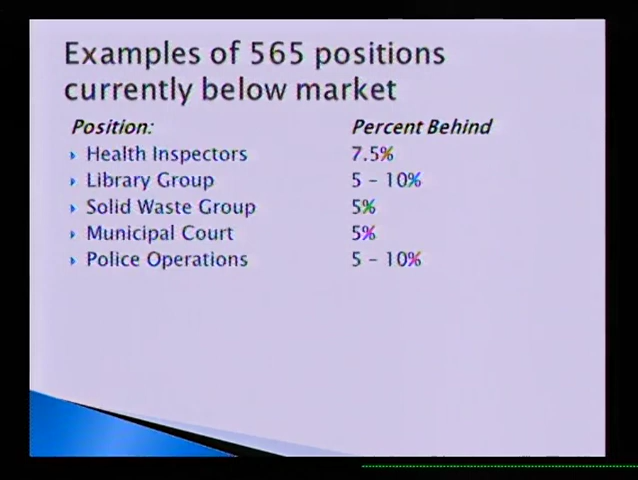 Examples of 565 positions
currently below market
Position: Percent Behind
Health Inspectors 7.5%
Library Group 5 - 10%
Solid Waste Group 5%
Municipal Court 5%
Police Operations 5 - 10%